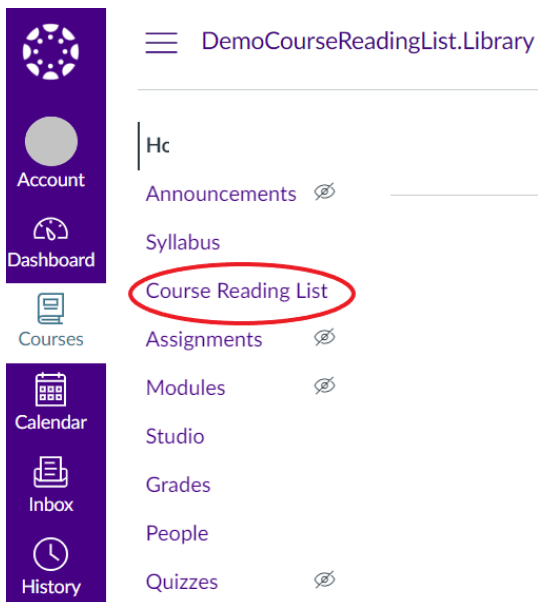 DemoCourseReadingList.Library
Account
Dashboard
Courses
Calendar
Inbox
History
Announcements
Syllabus
Course Reading List
Assignments
Modules
Studio
Grades
People
Quizzes